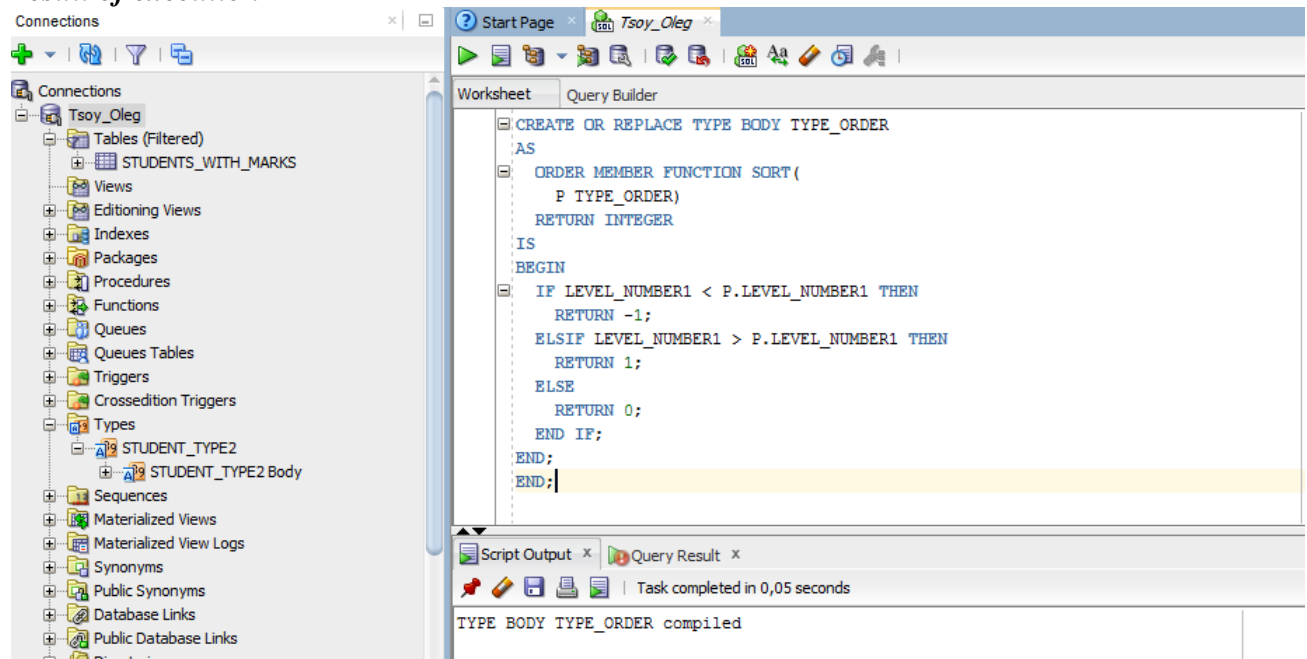 Connections
Connections
Tsoy_Oleg
Tables (Filtered)
STUDENTS_WITH_MARKS
Views
Editioning Views
Indexes
Packages
Procedures
Functions
Queues
Queues Tables
Triggers
Crossedition Triggers
Types
STUDENT_TYPE2
STUDENT_TYPE2 Body
Sequences
Materialized Views
Materialized View Logs
Synonyms
Public Synonyms
Database Links
Public Database Links
Start Page
Tsoy_Oleg
Worksheet Query Builder
CREATE OR REPLACE TYPE BODY TYPE_ORDER
AS
ORDER MEMBER FUNCTION SORT(
P TYPE_ORDER)
RETURN INTEGER
IS
BEGIN
IF LEVEL_NUMBER1 < P.LEVEL_NUMBER1 THEN
RETURN -1;
ELSIF LEVEL_NUMBER1 > P.LEVEL_NUMBER1 THEN
RETURN 1;
ELSE
RETURN 0;
END IF;
END;
END;
Script Output x Query Result x
Task completed in 0,05 seconds
TYPE BODY TYPE_ORDER compiled